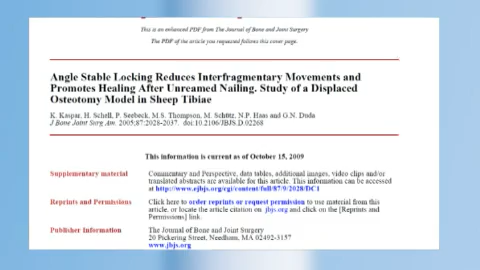 This is an enhanced PDF from The Journal of Bone and Joint Surgery
The PDF of the article you requested follows this cover page.
Angle Stable Locking Reduces Interfragmentary Movements and
Promotes Healing After Unreamed Nailing. Study of a Displaced
Osteotomy Model in Sheep Tibiae
K. Kaspar, H. Schell, P. Seebeck, M.S. Thompson, M. Schütz, N.P. Haas and G.N. Duda
J Bone Joint Surg Am. 2005;87:2028-2037. doi:10.2106/JBJS.D.02268
This information is current as of October 15, 2009
Supplementary material Commentary and Perspective, data tables, additional images, video clips and/or
translated abstracts are available for this article. This information can be accessed
at http://www.ejbjs.org/cgi/content/full/87/9/2028/DC1
Reprints and Permissions Click here to order reprints or request permission to use material from this
article, or locate the article citation on jbjs.org and click on the [Reprints and
Permissions] link.
Publisher Information The Journal of Bone and Joint Surgery
20 Pickering Street, Needham, MA 02492-3157
www.jbjs.org